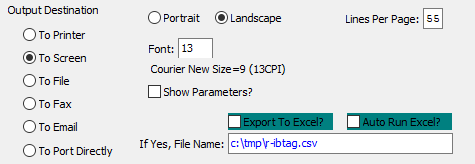 Output Destination
Portrait
Landscape
Lines Per Page: 55
To Printer
To Screen
To File
To Fax
To Email
To Port Directly
Font: 13
Courier New Size=9 (13CPI)
Show Parameters?
Export To Excel?
Auto Run Excel?
If Yes, File Name: c:\tmp\r-ibtag.csv